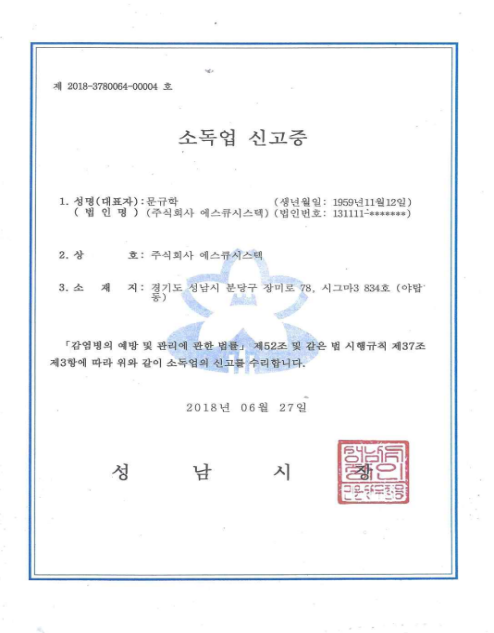 제 2018-3780064-00004 호
소독업 신고증
1. 성명(대표자): 문규학 (생년월일: 1959년11월12일)
( 법 인 명 ) (주식회사 에스큐시스텍) (법인번호: 131111-*******)
2. 상 호: 주식회사 에스큐시스텍
3. 소 재 지: 경기도 성남시 분당구 장미로 78, 시그마3 834호 (야탑
동)
「감염병의 예방 및 관리에 관한 법률」 제52조 및 같은 법 시행규칙 제37조
제3항에 따라 위와 같이 소독업의 신고를 수리합니다.
2018년 06월 27일
성 남 시 장